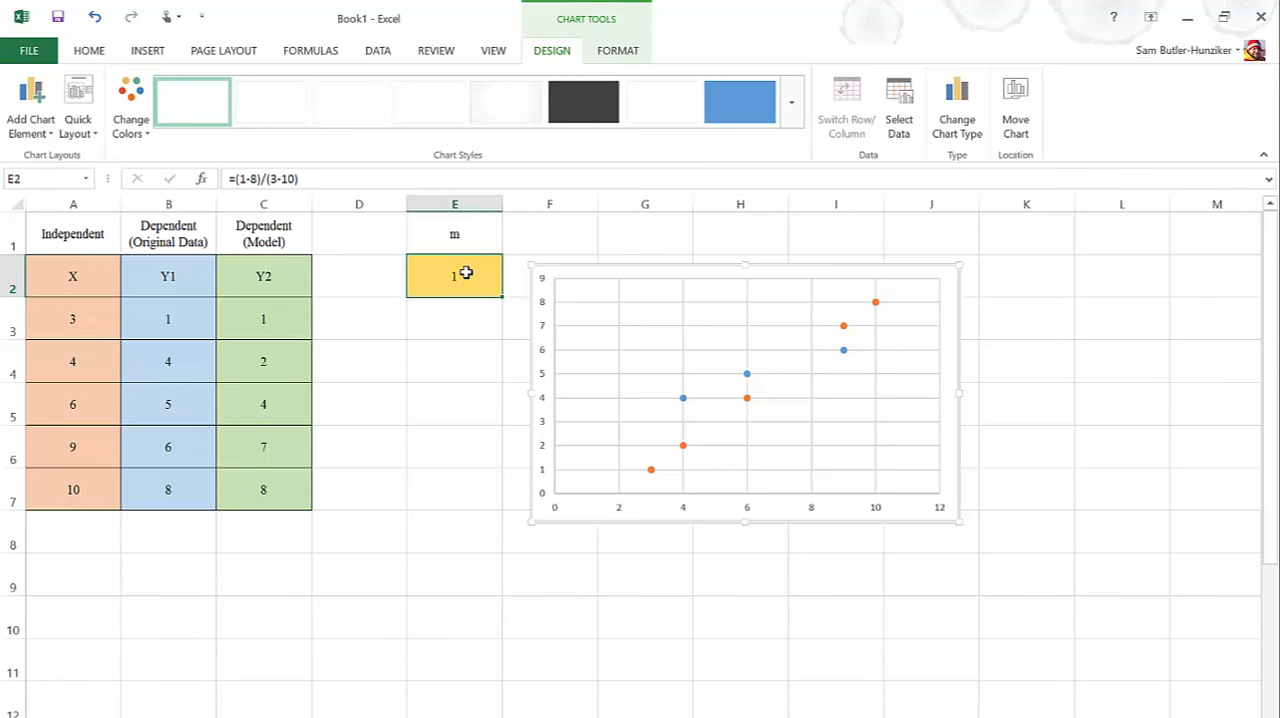 Book1 - Excel
CHART TOOLS
?
FILE
HOME
INSERT
PAGE LAYOUT
FORMULAS
DATA
REVIEW
VIEW
DESIGN
FORMAT
Sam Butler-Hunziker
Add Chart
Element
Quick
Layout
Change
Colors
Switch Row/
Column
Select
Data
Change
Chart Type
Move
Chart
Chart Layouts
Chart Styles
Data
Type
Location
E2
fx
=(1-8)/(3-10)
A B C D E F G H I J K L M
1
Independent
Dependent
(Original Data)
Dependent
(Model)
m
2 X Y1 Y2 1
3 3 1 1
4 4 4 2
5 6 5 4
6 9 6 7
7 10 8 8
8
9
10
11
12
9
8
7
6
5
4
3
2
1
0
0 2 4 6 8 10 12